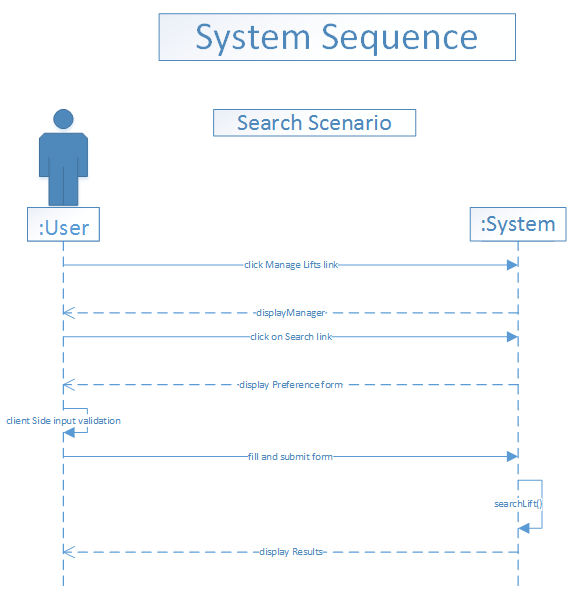 System Sequence
Search Scenario
:User
:System
click Manage Lifts link
displayManager
click on Search link
display Preference form
client Side input validation
fill and submit form
searchLift()
display Results